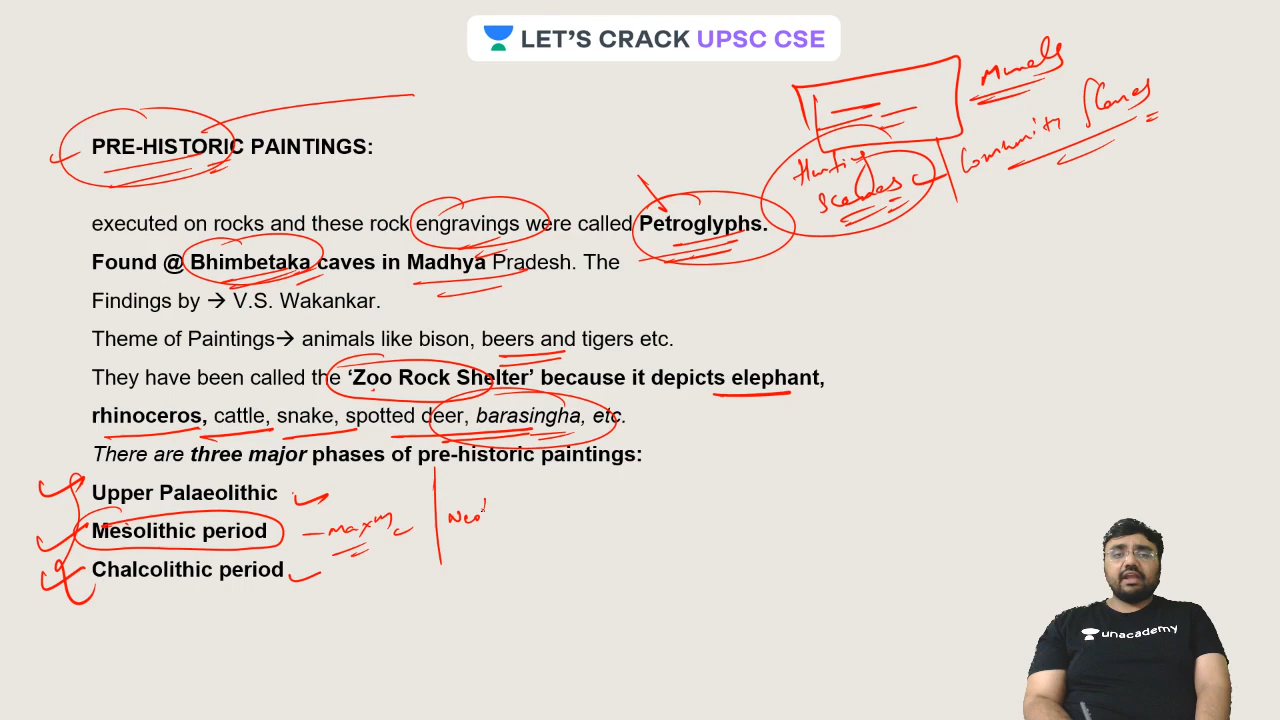 LET'S CRACK UPSC CSE
Murals
PRE-HISTORIC PAINTINGS:
Community Scenes
Hunting
Scenes
executed on rocks and these rock engravings were called Petroglyphs.
Found @ Bhimbetaka caves in Madhya Pradesh. The
Findings by → V.S. Wakankar.
Theme of Paintings→ animals like bison, beers and tigers etc.
They have been called the ‘Zoo Rock Shelter’ because it depicts elephant,
rhinoceros, cattle, snake, spotted deer, barasingha, etc.
There are three major phases of pre-historic paintings:
Upper Palaeolithic
Mesolithic period – maxm
Neol
Chalcolithic period
unacademy